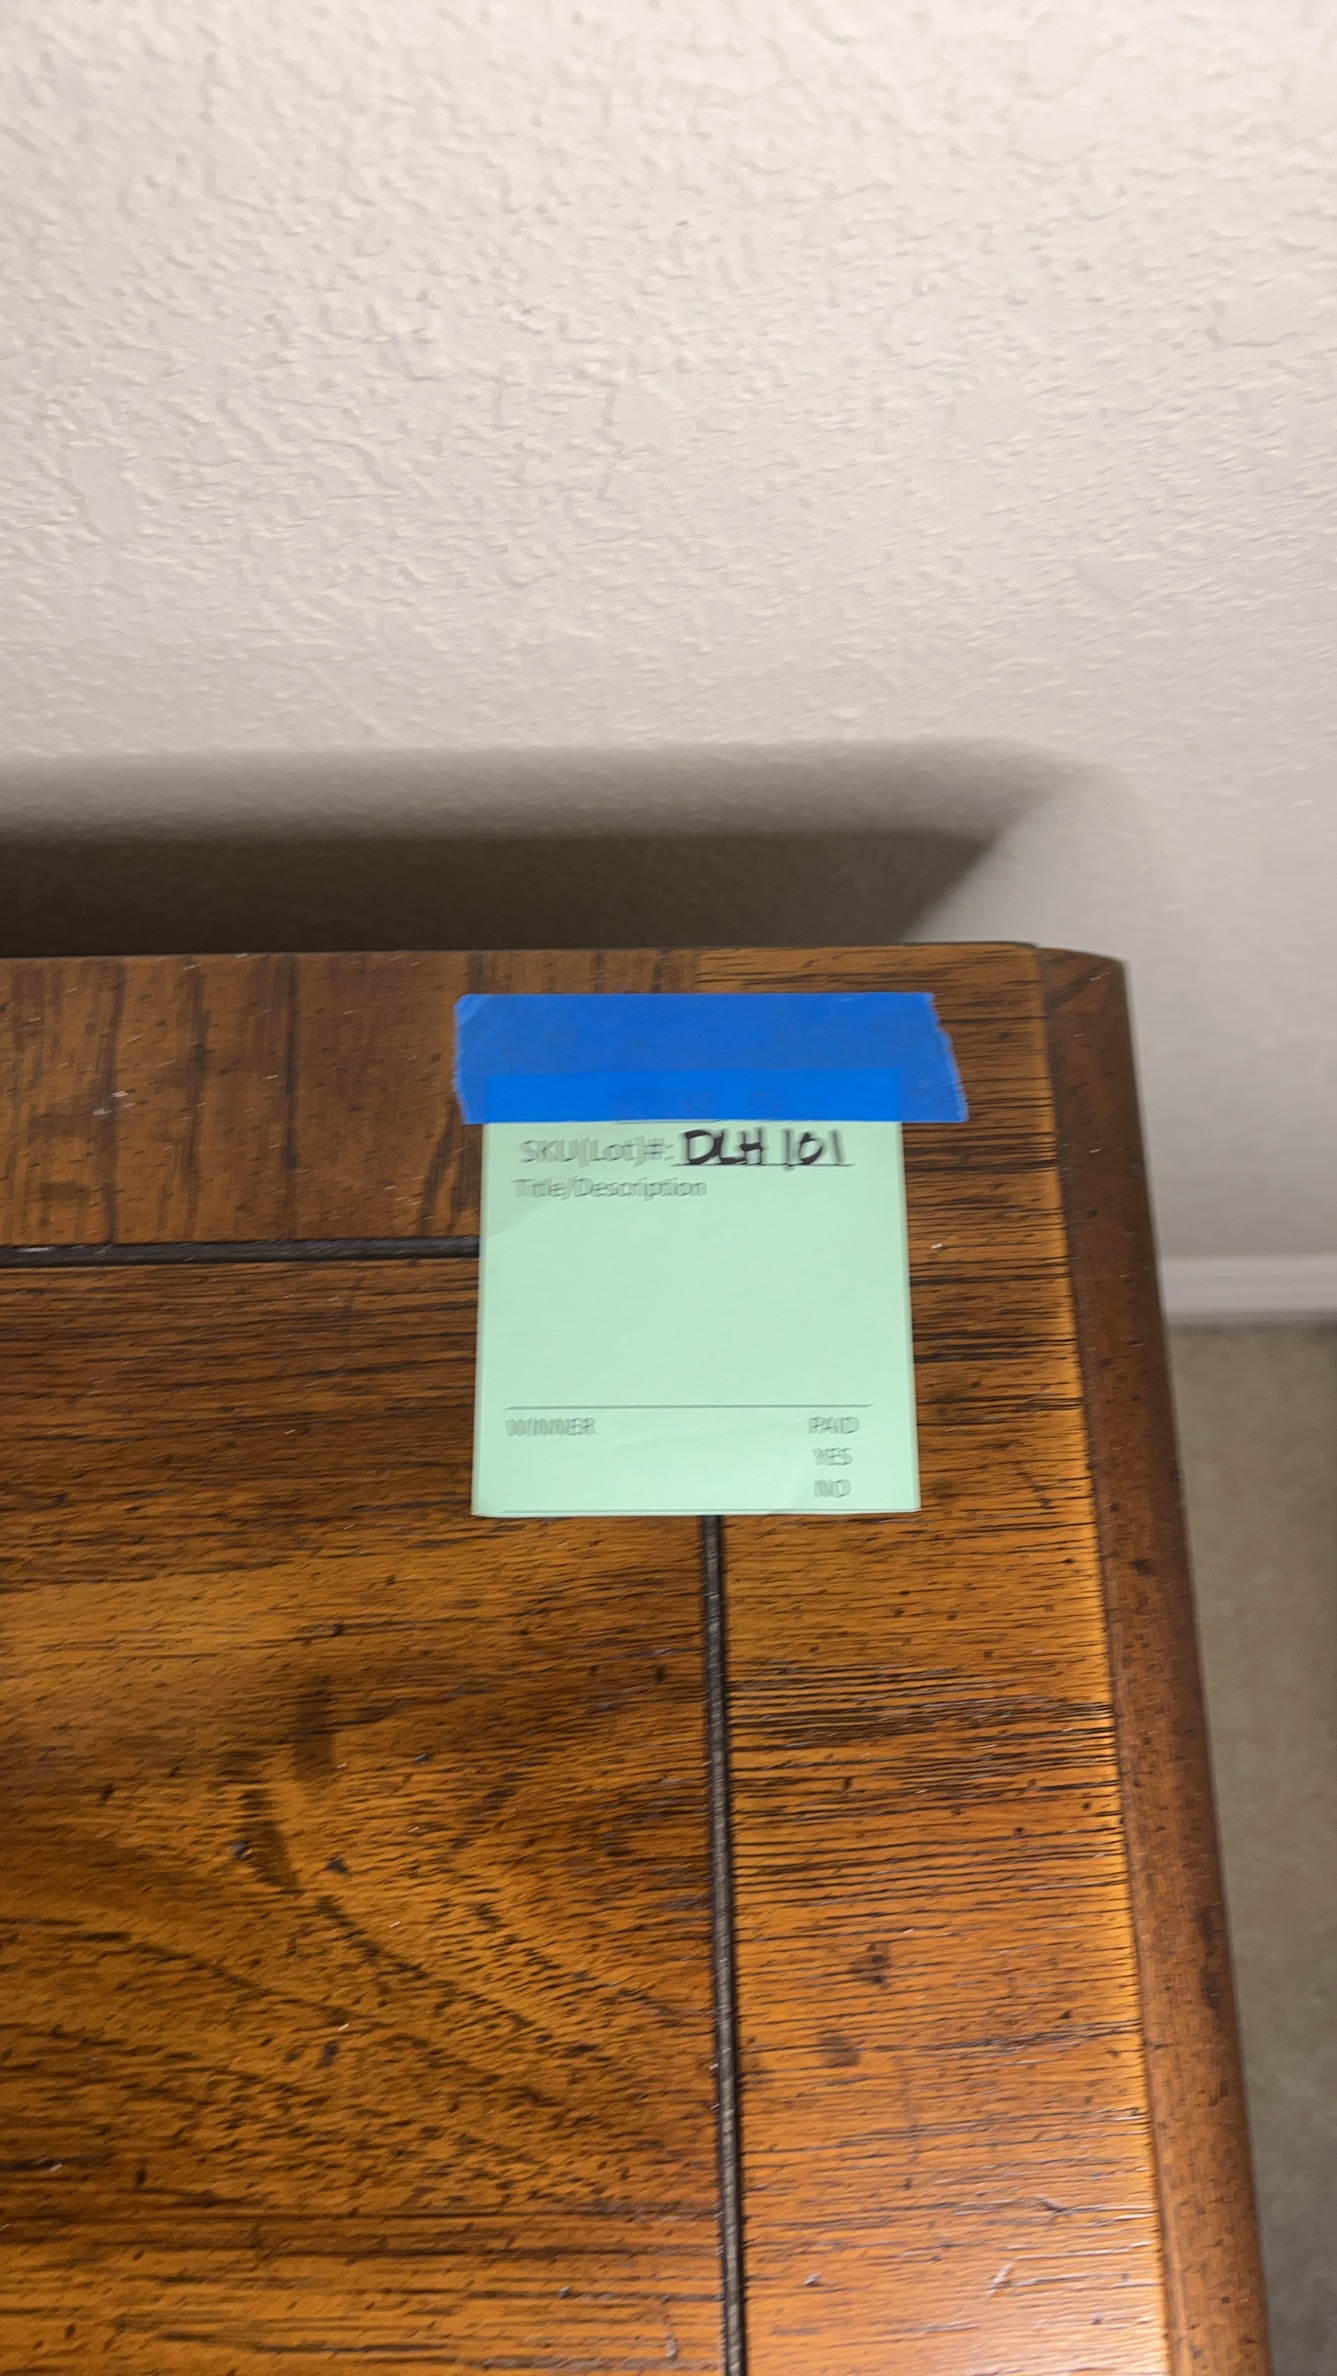 SKU(Lot)#: DLH 101
Title/Description
WINNER PAID
YES
NO